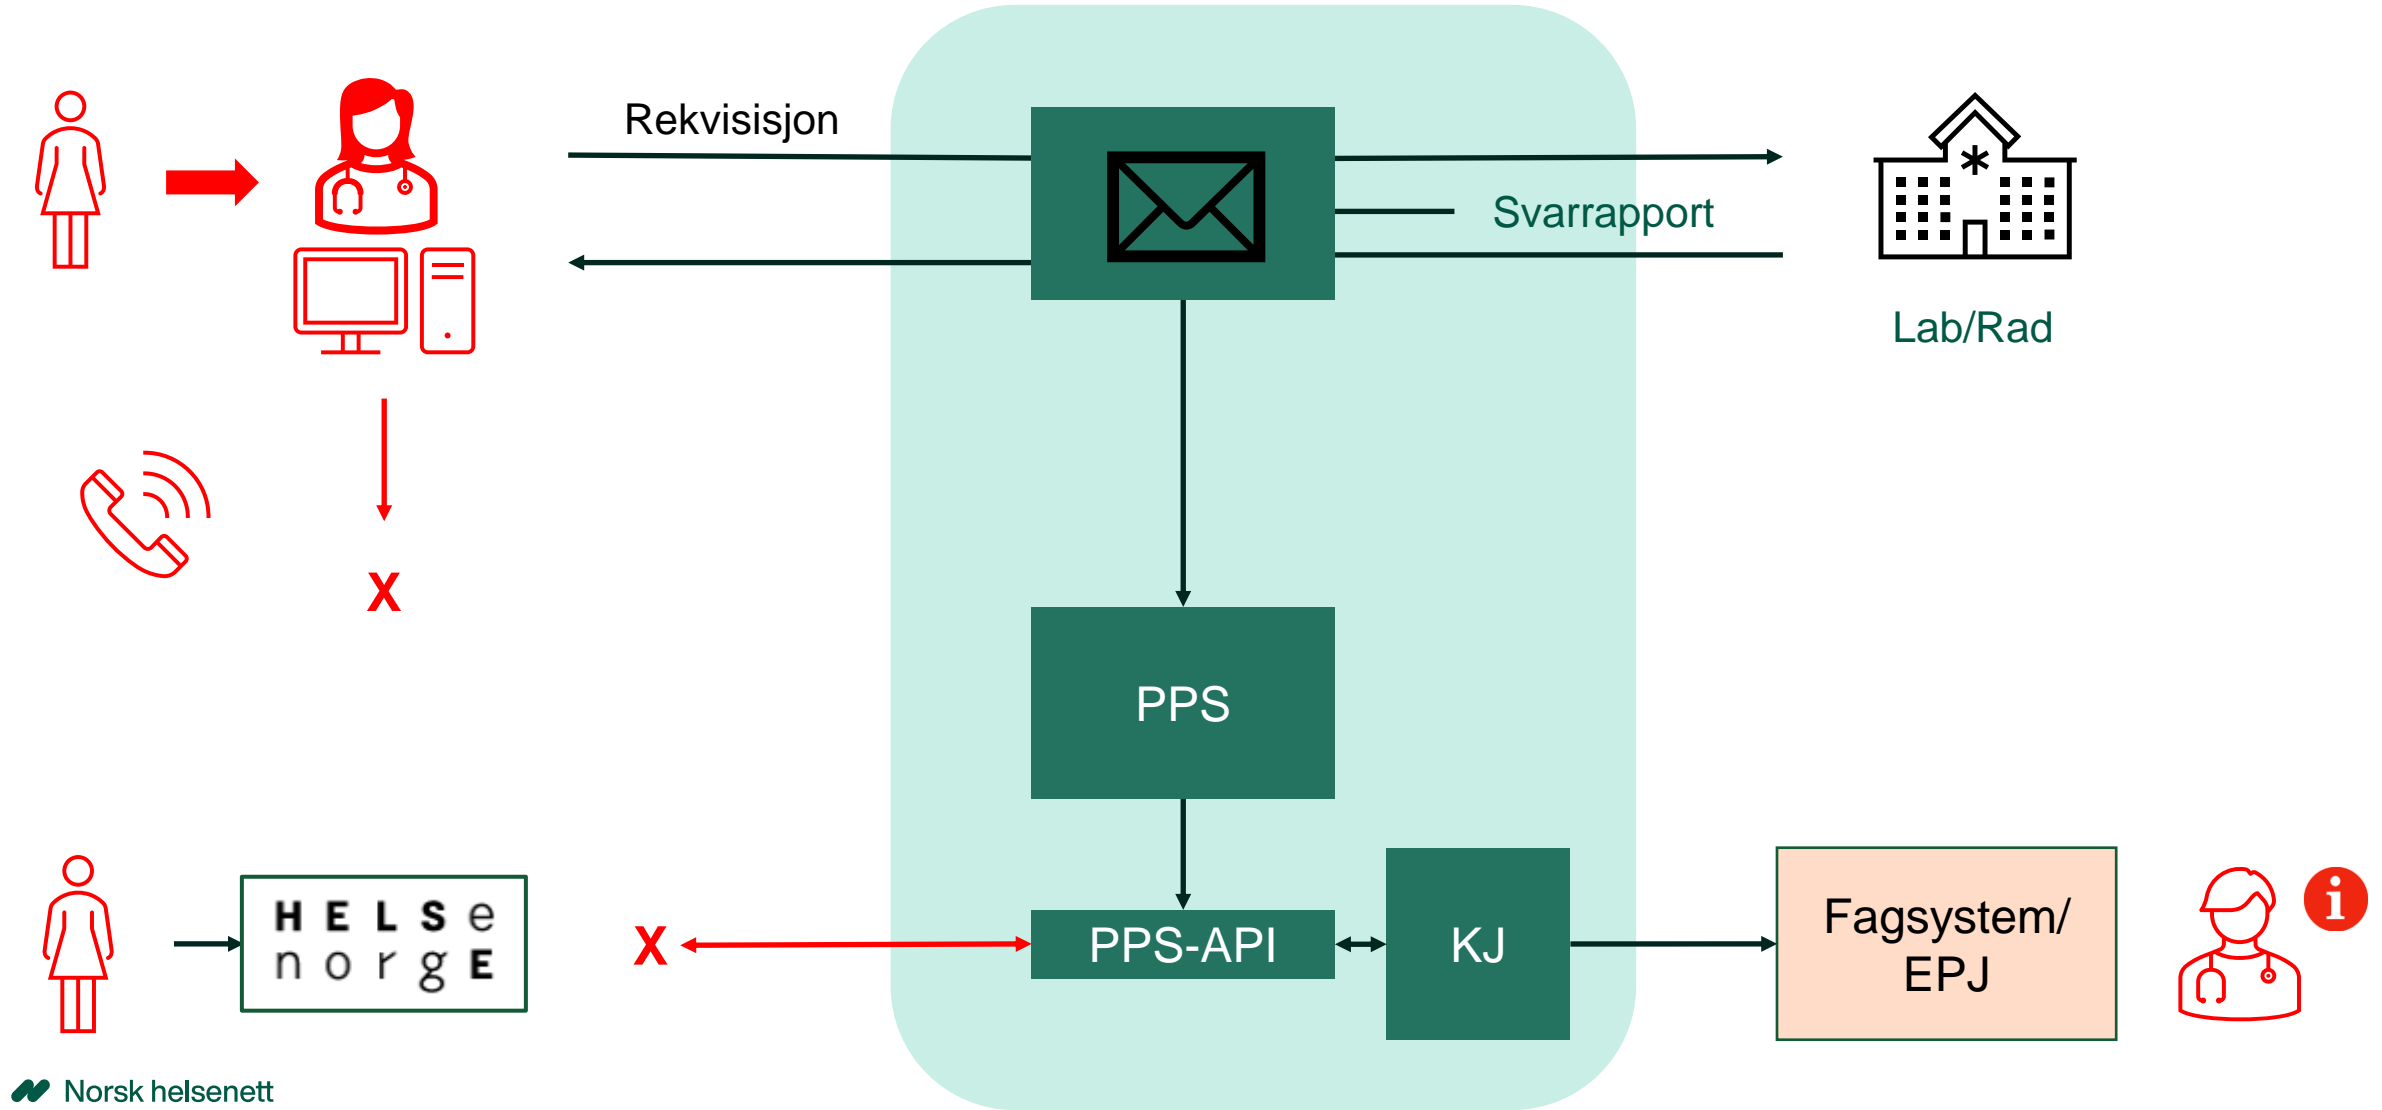 Rekvisisjon
Svarrapport
Lab/Rad
X
PPS
HELSe
norgE
X
PPS-API
KJ
Fagsystem/
EPJ
i
Norsk helsenett